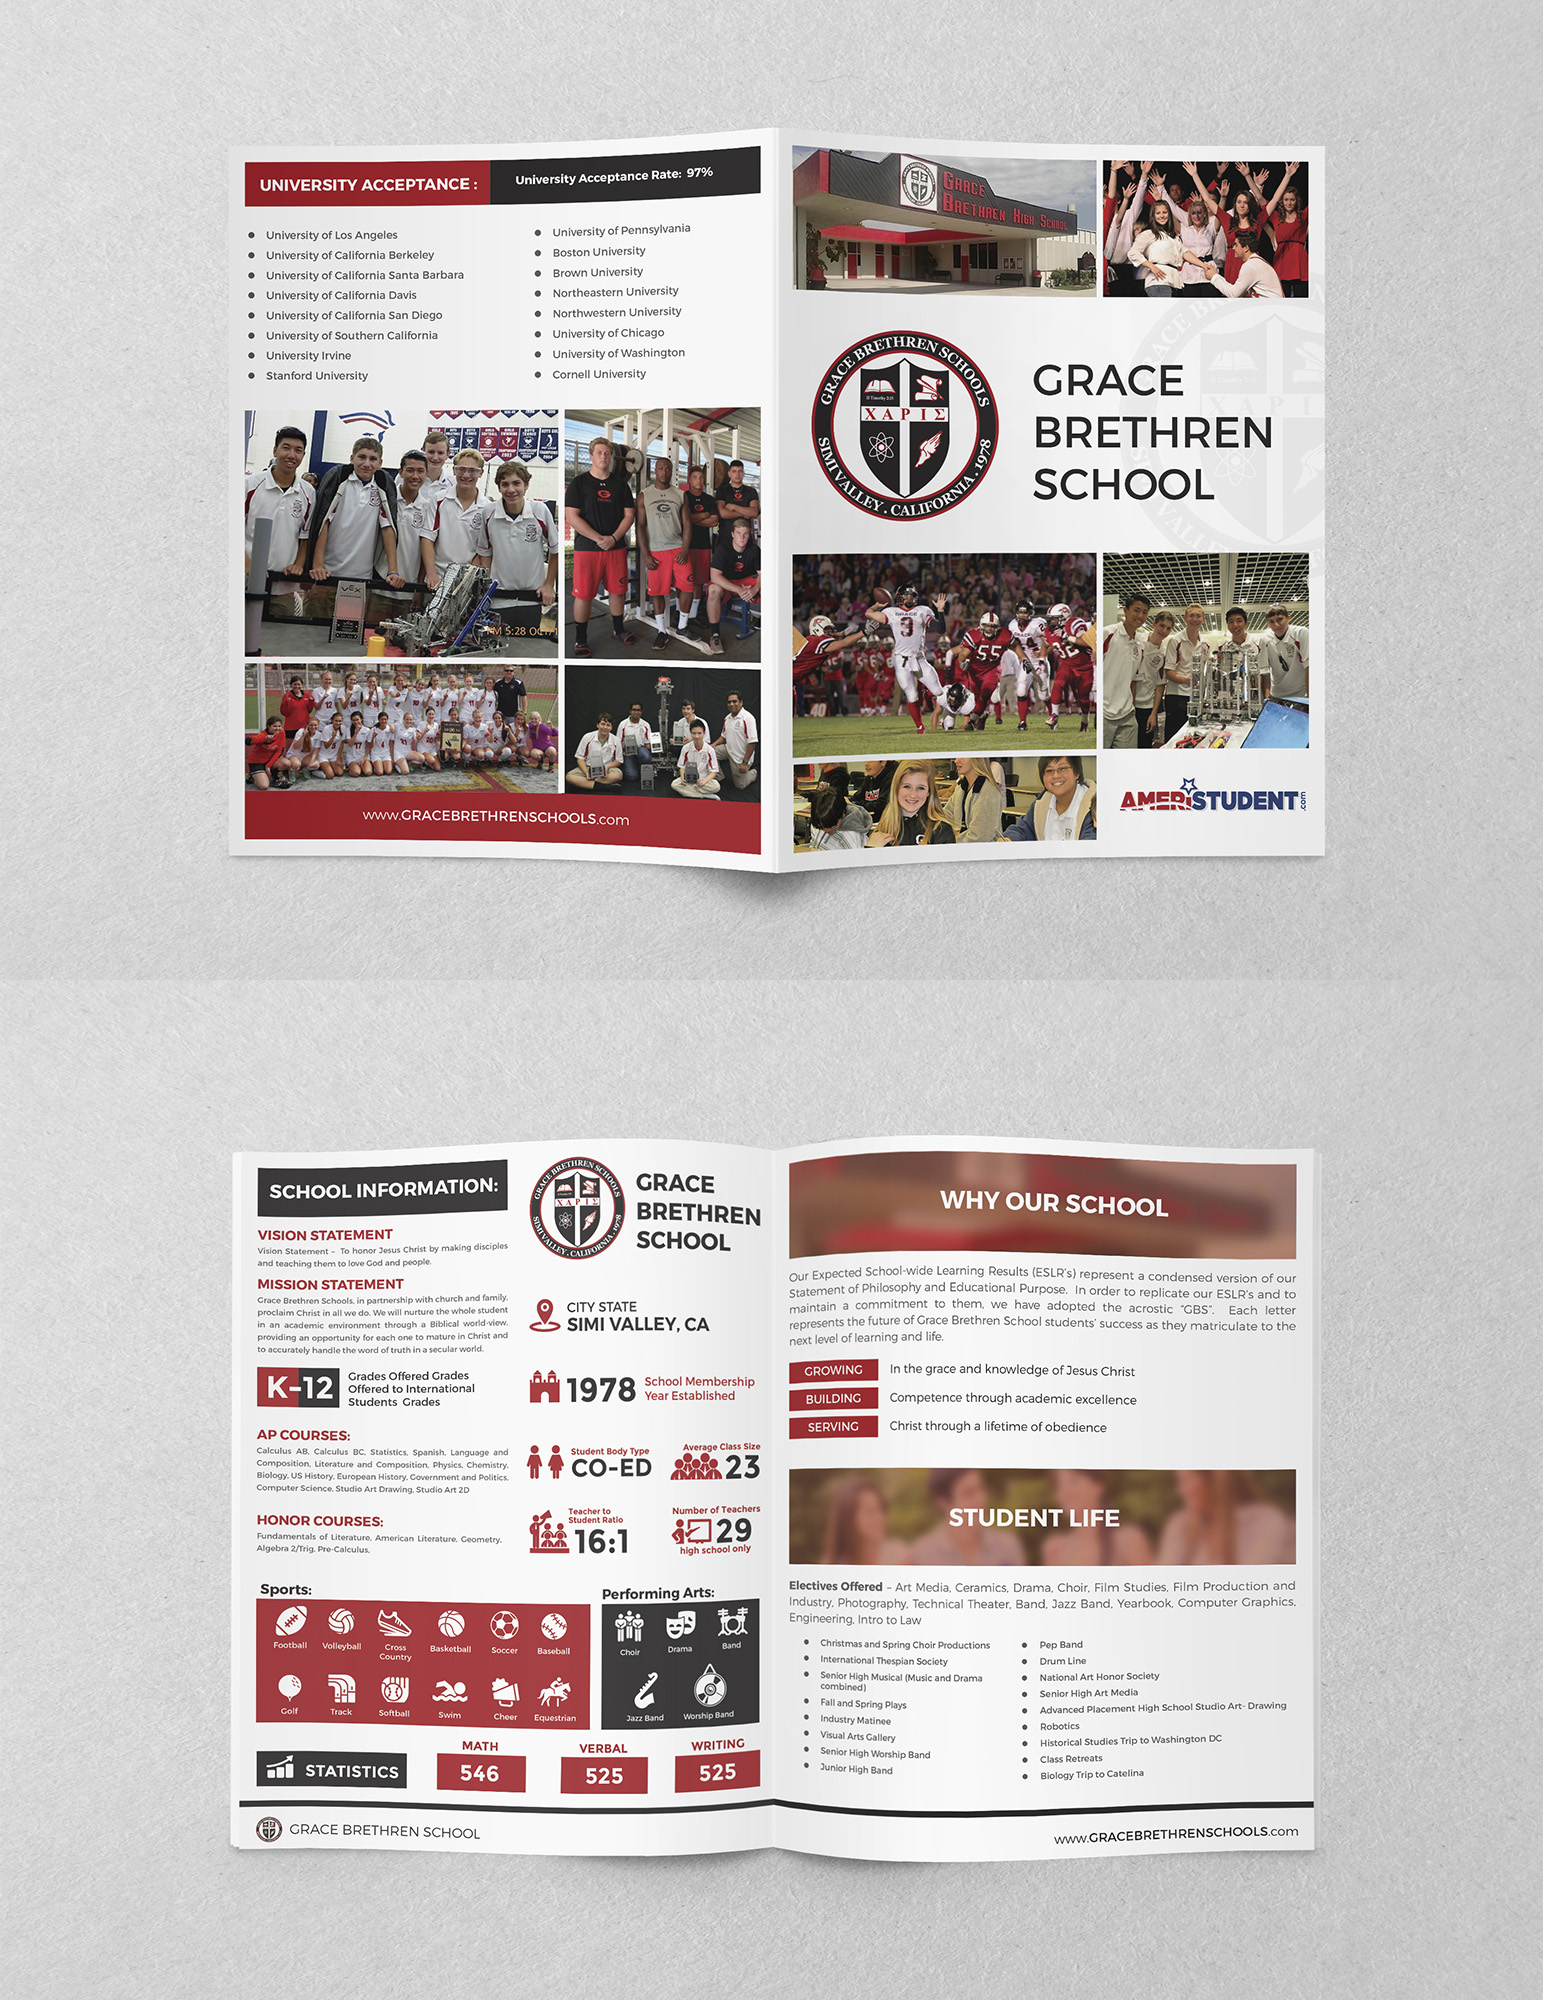 UNIVERSITY ACCEPTANCE :
University Acceptance Rate: 97%
University of Los Angeles
University of California Berkeley
University of California Santa Barbara
University of California Davis
University of California San Diego
University of Southern California
University Irvine
Stanford University
University of Pennsylvania
Boston University
Brown University
Northeastern University
Northwestern University
University of Chicago
University of Washington
Cornell University
VEX
PM 5:28 OCT/1
www.GRACEBRETHRENSCHOOLS.com
GRACE
BRETHREN HIGH SCHOOL
GRACE BRETHREN SCHOOLS
II Timothy 2:15
ΧΑΡΙΣ
SIMI VALLEY . CALIFORNIA . 1978
GRACE
BRETHREN
SCHOOL
GRACE
9
55
32
40
AMERISTUDENT.com
SCHOOL INFORMATION:
VISION STATEMENT
Vision Statement – To honor Jesus Christ by making disciples
and teaching them to love God and people.
MISSION STATEMENT
Grace Brethren Schools, in partnership with church and family,
proclaim Christ in all we do. We will nurture the whole student
in an academic environment through a Biblical world-view,
providing an opportunity for each one to mature in Christ and
to accurately handle the word of truth in a secular world.
K-12
Grades Offered Grades
Offered to International
Students Grades
AP COURSES:
Calculus AB, Calculus BC, Statistics, Spanish, Language and
Composition, Literature and Composition, Physics, Chemistry,
Biology, US History, European History, Government and Politics,
Computer Science, Studio Art Drawing, Studio Art 2D
HONOR COURSES:
Fundamentals of Literature, American Literature, Geometry,
Algebra 2/Trig, Pre-Calculus,
GRACE BRETHREN SCHOOLS
ΧΑΡΙΣ
SIMI VALLEY . CALIFORNIA . 1978
GRACE
BRETHREN
SCHOOL
CITY STATE
SIMI VALLEY, CA
1978
School Membership
Year Established
Student Body Type
CO-ED
Average Class Size
23
Teacher to
Student Ratio
16:1
Number of Teachers
29
high school only
Sports:
Football
Volleyball
Cross
Country
Basketball
Soccer
Baseball
Golf
Track
Softball
Swim
Cheer
Equestrian
Performing Arts:
Choir
Drama
Band
Jazz Band
Worship Band
STATISTICS
MATH
546
VERBAL
525
WRITING
525
GRACE BRETHREN SCHOOL
WHY OUR SCHOOL
Our Expected School-wide Learning Results (ESLR's) represent a condensed version of our
Statement of Philosophy and Educational Purpose. In order to replicate our ESLR's and to
maintain a commitment to them, we have adopted the acrostic "GBS". Each letter
represents the future of Grace Brethren School students' success as they matriculate to the
next level of learning and life.
GROWING In the grace and knowledge of Jesus Christ
BUILDING Competence through academic excellence
SERVING Christ through a lifetime of obedience
STUDENT LIFE
Electives Offered – Art Media, Ceramics, Drama, Choir, Film Studies, Film Production and
Industry, Photography, Technical Theater, Band, Jazz Band, Yearbook, Computer Graphics,
Engineering, Intro to Law
Christmas and Spring Choir Productions
International Thespian Society
Senior High Musical (Music and Drama
combined)
Fall and Spring Plays
Industry Matinee
Visual Arts Gallery
Senior High Worship Band
Junior High Band
Pep Band
Drum Line
National Art Honor Society
Senior High Art Media
Advanced Placement High School Studio Art- Drawing
Robotics
Historical Studies Trip to Washington DC
Class Retreats
Biology Trip to Catelina
www.GRACEBRETHRENSCHOOLS.com